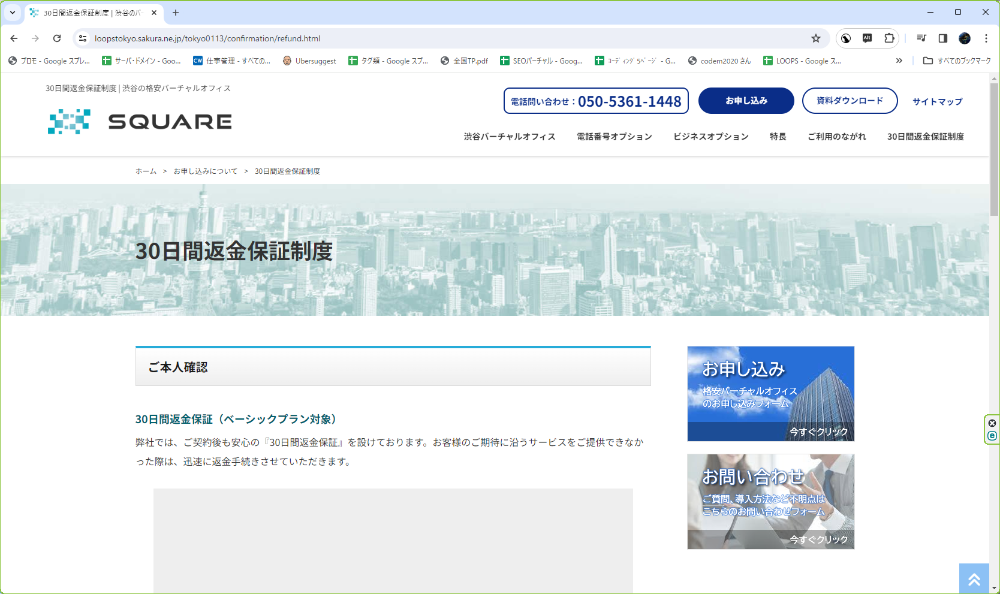 30日間返金保証制度 | 渋谷のバ
loopstokyo.sakura.ne.jp/tokyo0113/confirmation/refund.html
プロモ - Google スプレ...
サーバ・ドメイン - Goo...
CW
仕事管理 - すべての...
Ubersuggest
タグ類 - Google スプ...
全国TP.pdf
SEOバーチャル - Goog...
ｺｰﾃﾞｨﾝｸﾞ 5ﾍﾟｰｼﾞ - G...
codem2020 さん
LOOPS - Google ス...
すべてのブックマーク
30日間返金保証制度 | 渋谷の格安バーチャルオフィス
SQUARE
電話問い合わせ：050-5361-1448
お申し込み
資料ダウンロード
サイトマップ
渋谷バーチャルオフィス
電話番号オプション
ビジネスオプション
特長
ご利用のながれ
30日間返金保証制度
ホーム > お申し込みについて > 30日間返金保証制度
30日間返金保証制度
ご本人確認
30日間返金保証（ベーシックプラン対象）
弊社では、ご契約後も安心の『30日間返金保証』を設けております。お客様のご期待に沿うサービスをご提供できなか
った際は、迅速に返金手続きさせていただきます。
お申し込み
格安バーチャルオフィス
のお申し込みフォーム
今すぐクリック
お問い合わせ
ご質問、導入方法など不明点は
こちらのお問い合わせフォーム
今すぐクリック